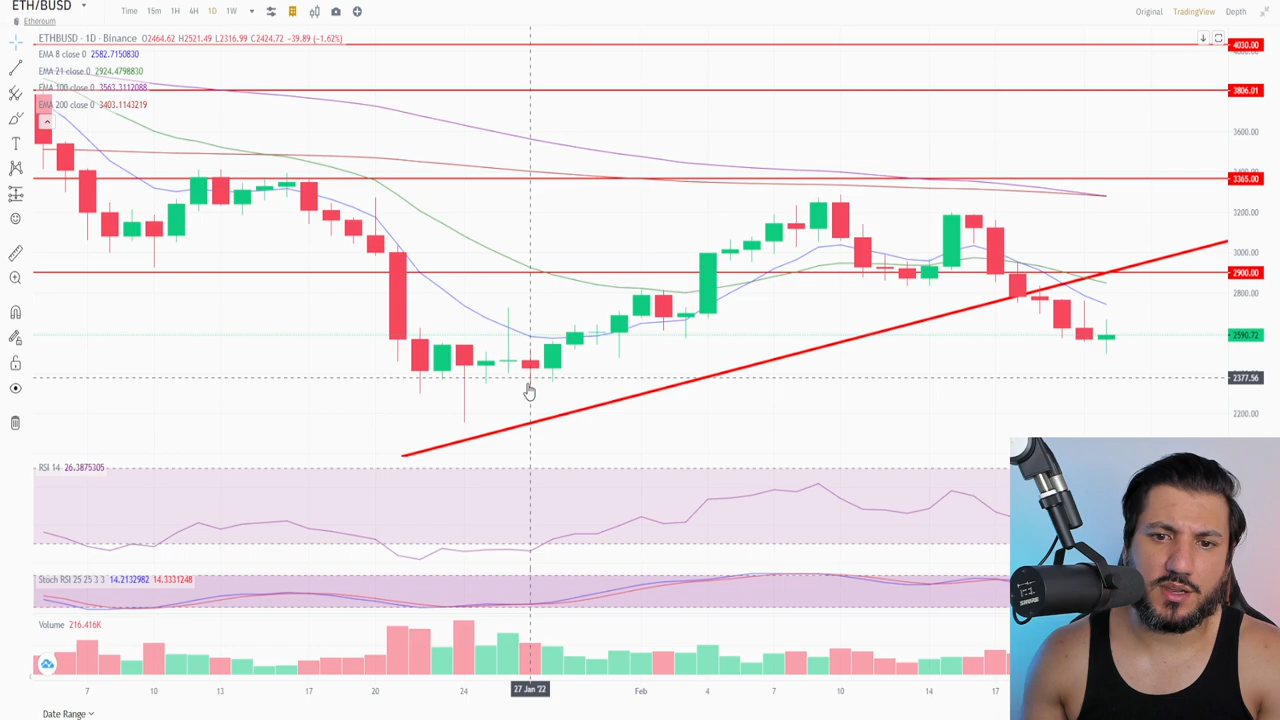 ETH/BUSD
Ethereum
Time 15m 1H 4H 1D 1W
Original TradingView Depth
ETHBUSD · 1D · Binance O2464.62 H2521.49 L2316.99 C2424.72 −39.89 (−1.62%)
EMA 8 close 0 2582.7150830
EMA 21 close 0 2924.4798830
EMA 100 close 0 3563.3112088
EMA 200 close 0 3403.1143219
4030.00
3806.01
3600.00
3365.00
3200.00
3000.00
2900.00
2800.00
2590.72
2377.56
2200.00
RSI 14 26.3875305
Stoch RSI 25 25 3 3 14.2132982 14.3331248
Volume 216.416K
7 10 13 17 20 24 27 Jan '22 Feb 4 7 10 14 17
Date Range